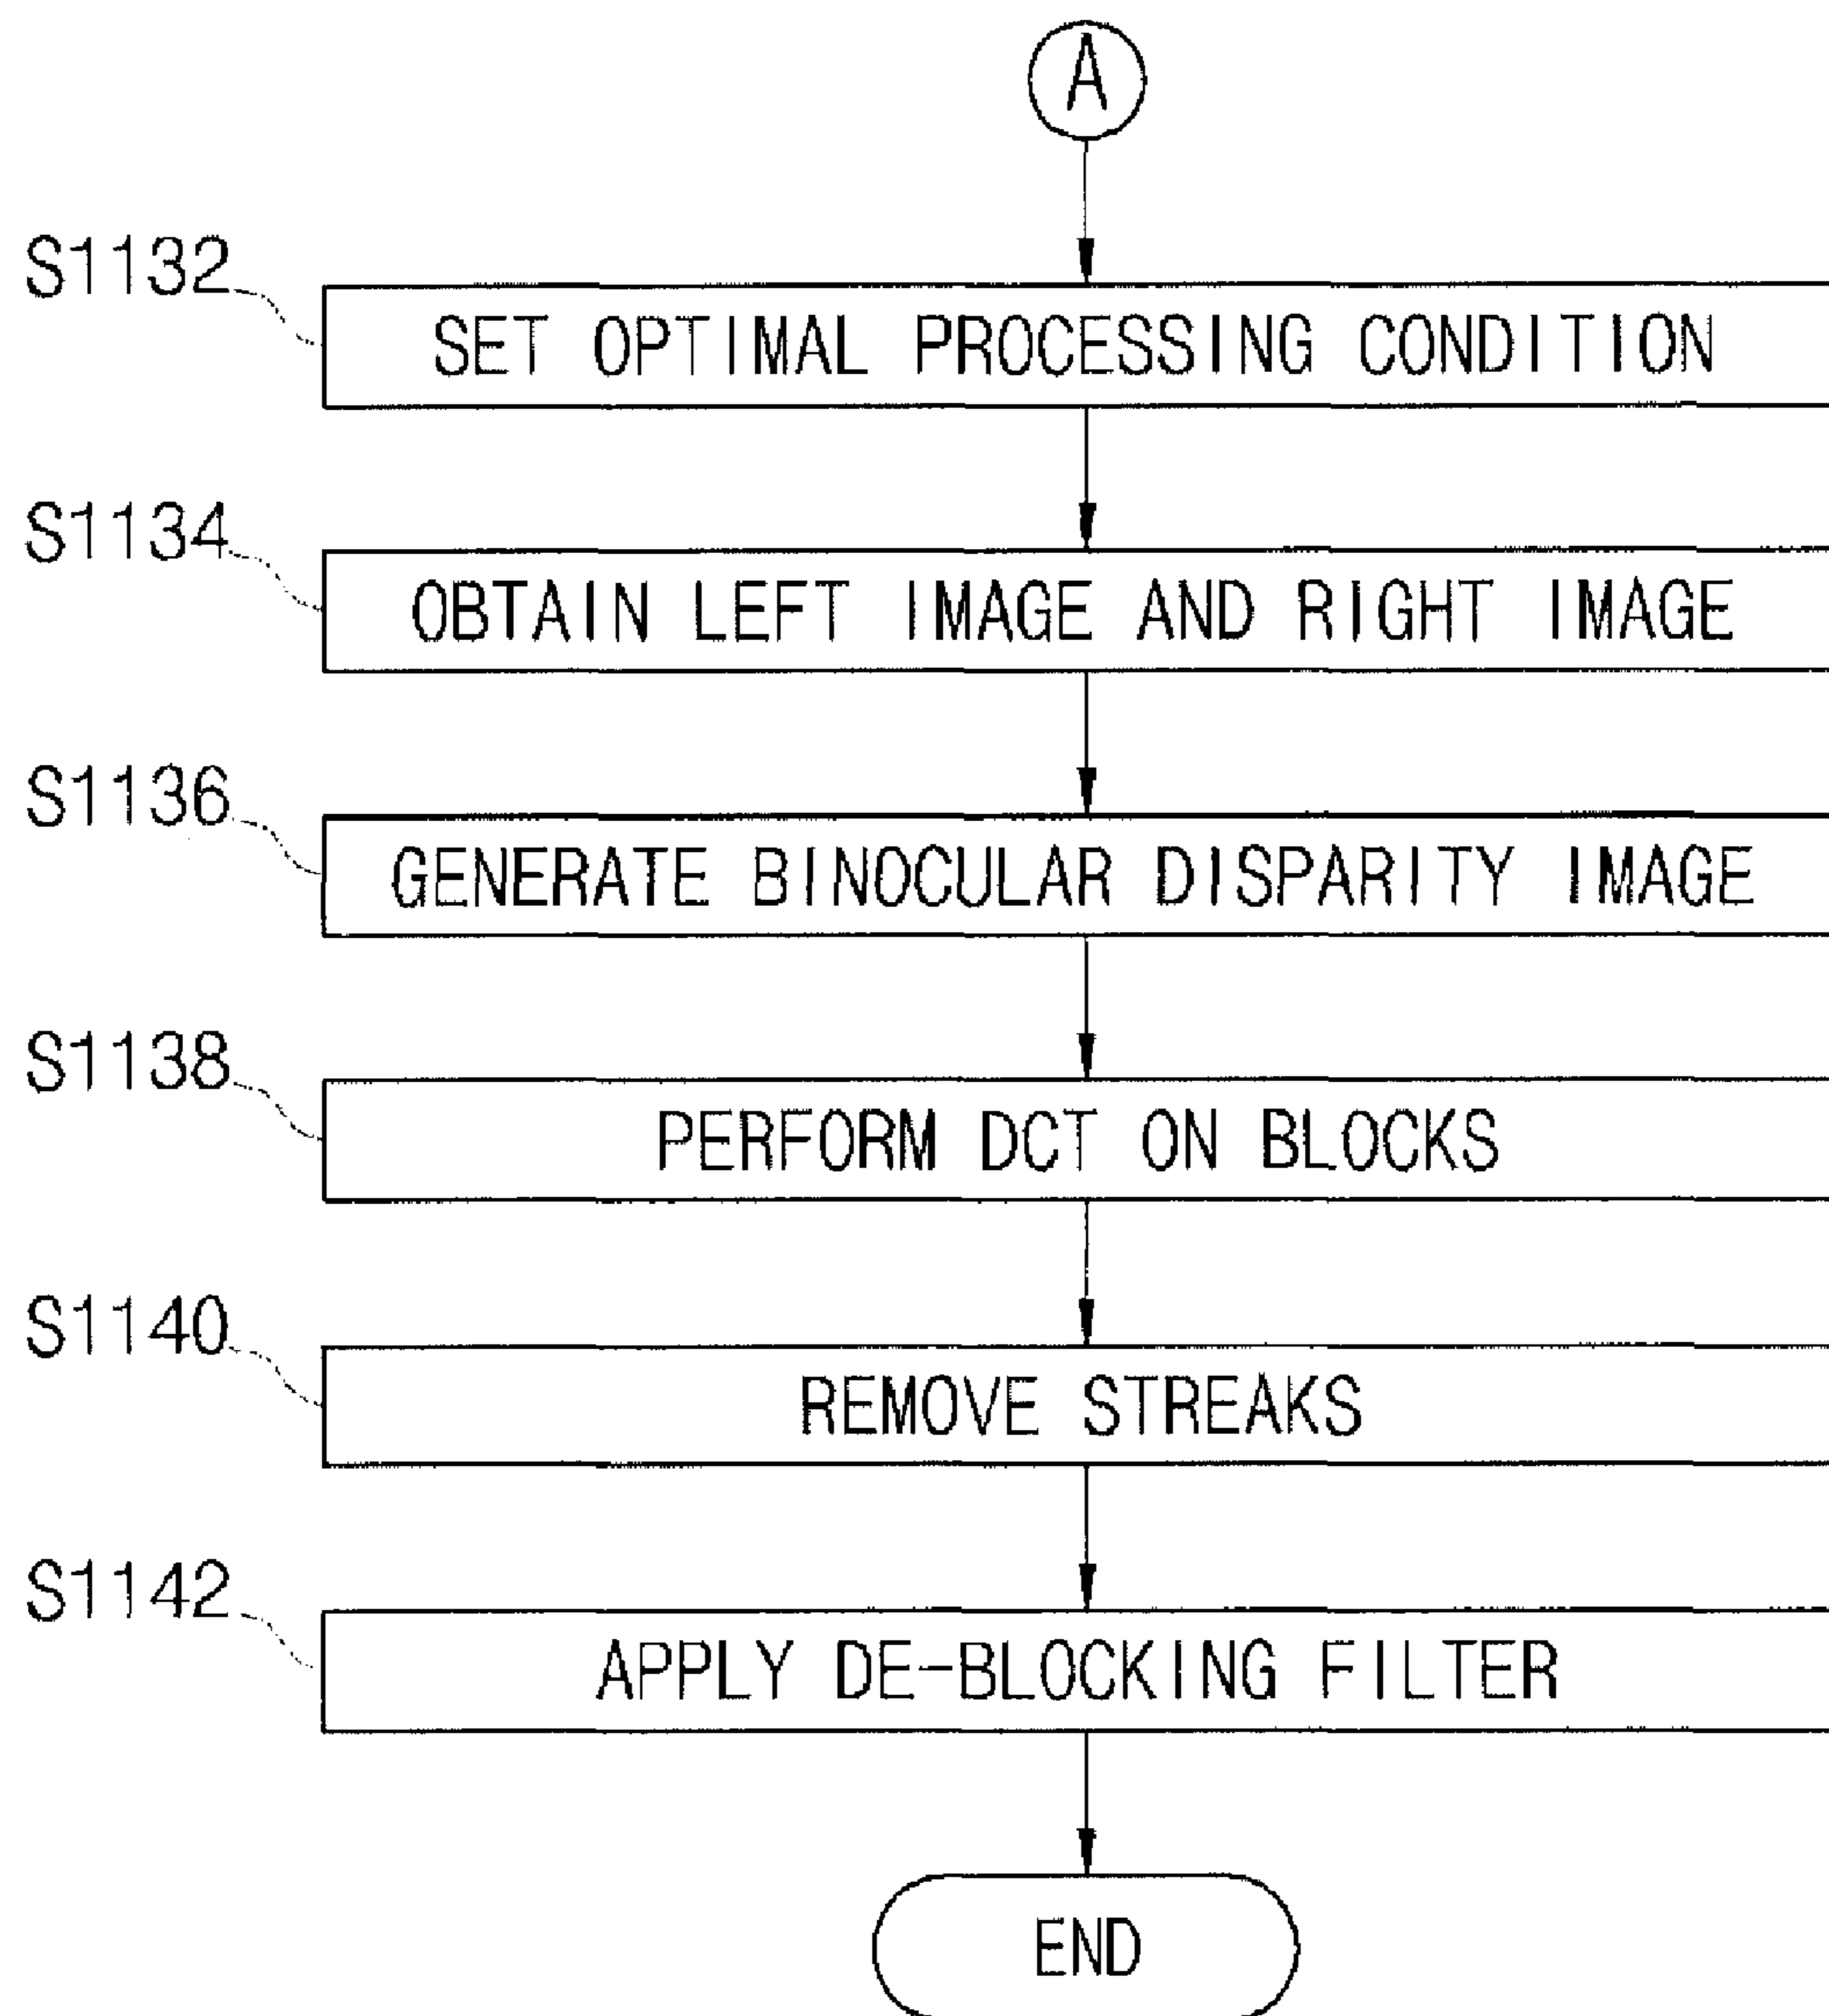 A
S1132
SET OPTIMAL PROCESSING CONDITION
S1134
OBTAIN LEFT IMAGE AND RIGHT IMAGE
S1136
GENERATE BINOCULAR DISPARITY IMAGE
S1138
PERFORM DCT ON BLOCKS
S1140
REMOVE STREAKS
S1142
APPLY DE-BLOCKING FILTER
END